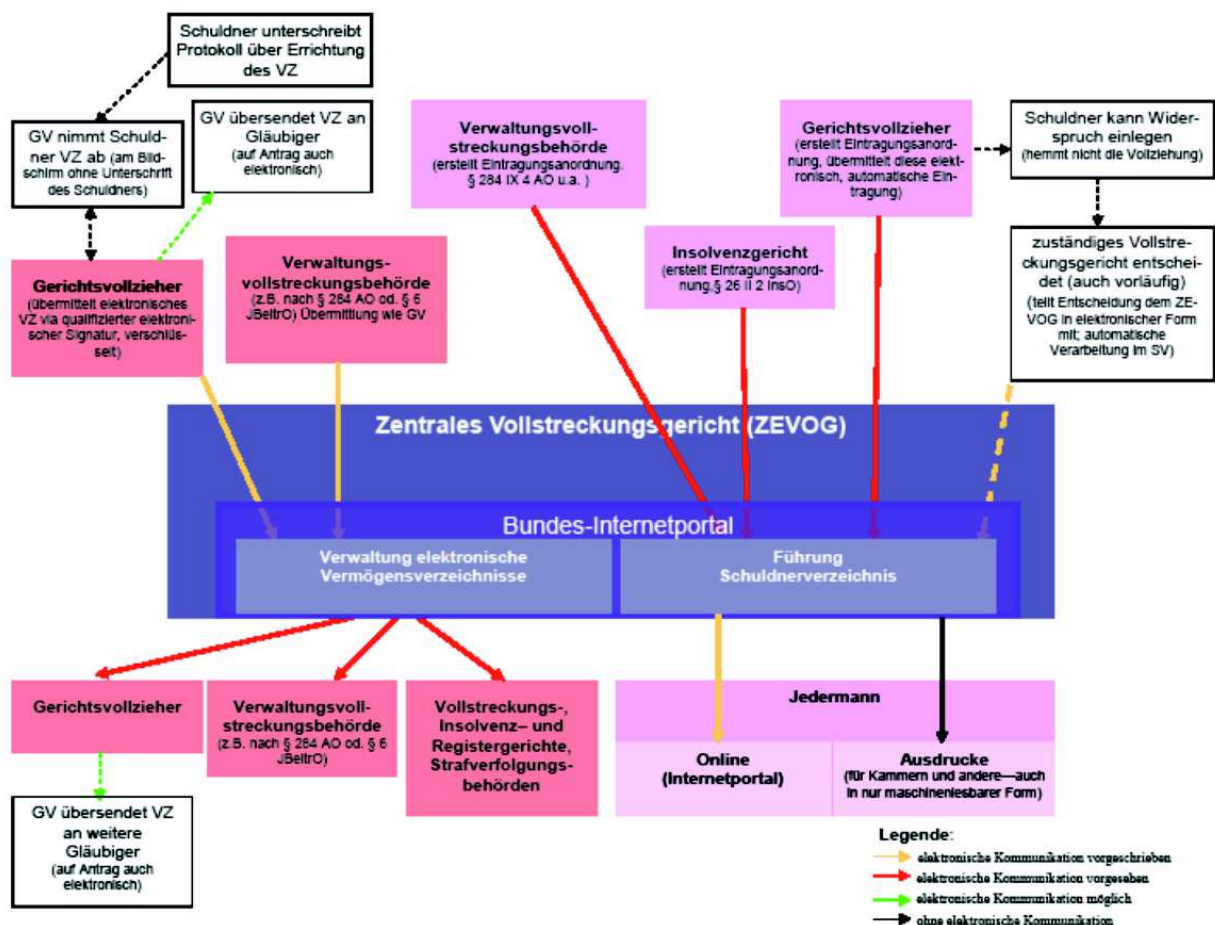 Schuldner unterschreibt
Protokoll über Errichtung
des VZ
GV nimmt Schuld-
ner VZ ab (am Bild-
schirm ohne Unterschrift
des Schuldners)
GV übersendet VZ an
Gläubiger
(auf Antrag auch
elektronisch)
Verwaltungsvoll-
streckungsbehörde
(erstellt Eintragungsanordnung,
§ 284 IX 4 AO u.a. )
Gerichtsvollzieher
(erstellt Eintragungsanord-
nung, übermittelt diese elek-
tronisch, automatische Ein-
tragung)
Schuldner kann Wider-
spruch einlegen
(hemmt nicht die Vollziehung)
Gerichtsvollzieher
(übermittelt elektronisches
VZ via qualifizierter elektroni-
scher Signatur, verschlüs-
selt)
Verwaltungs-
vollstreckungsbehörde
(z.B. nach § 284 AO od. § 6
JBeitrO) Übermittlung wie GV
Insolvenzgericht
(erstellt Eintragungsanord-
nung,§ 26 II 2 InsO)
zuständiges Vollstre-
ckungsgericht entschei-
det (auch vorläufig)
(teilt Entscheidung dem ZE-
VOG in elektronischer Form
mit; automatische
Verarbeitung im SV)
Zentrales Vollstreckungsgericht (ZEVOG)
Bundes-Internetportal
Verwaltung elektronische
Vermögensverzeichnisse
Führung
Schuldnerverzeichnis
Gerichtsvollzieher
Verwaltungsvoll-
streckungsbehörde
(z.B. nach § 284 AO od. § 6
JBeitrO)
Vollstreckungs-,
Insolvenz– und
Registergerichte,
Strafverfolgungs-
behörden
Jedermann
Online
(Internetportal)
Ausdrucke
(für Kammern und andere—auch
in nur maschinenlesbarer Form)
GV übersendet VZ
an weitere
Gläubiger
(auf Antrag auch
elektronisch)
Legende:
elektronische Kommunikation vorgeschrieben
elektronische Kommunikation vorgesehen
elektronische Kommunikation möglich
ohne elektronische Kommunikation